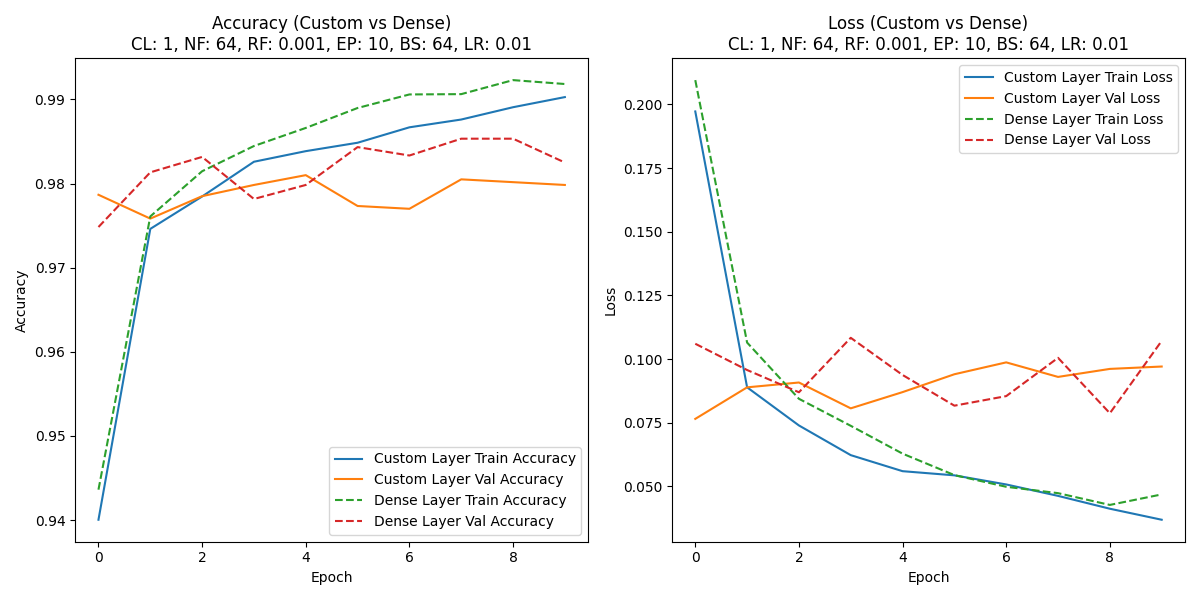 Accuracy (Custom vs Dense)
CL: 1, NF: 64, RF: 0.001, EP: 10, BS: 64, LR: 0.01
0.99
0.98
0.97
0.96
0.95
0.94
Accuracy
Custom Layer Train Accuracy
Custom Layer Val Accuracy
Dense Layer Train Accuracy
Dense Layer Val Accuracy
0 2 4 6 8
Epoch
Loss (Custom vs Dense)
CL: 1, NF: 64, RF: 0.001, EP: 10, BS: 64, LR: 0.01
Custom Layer Train Loss
Custom Layer Val Loss
Dense Layer Train Loss
Dense Layer Val Loss
0.200
0.175
0.150
0.125
0.100
0.075
0.050
Loss
0 2 4 6 8
Epoch